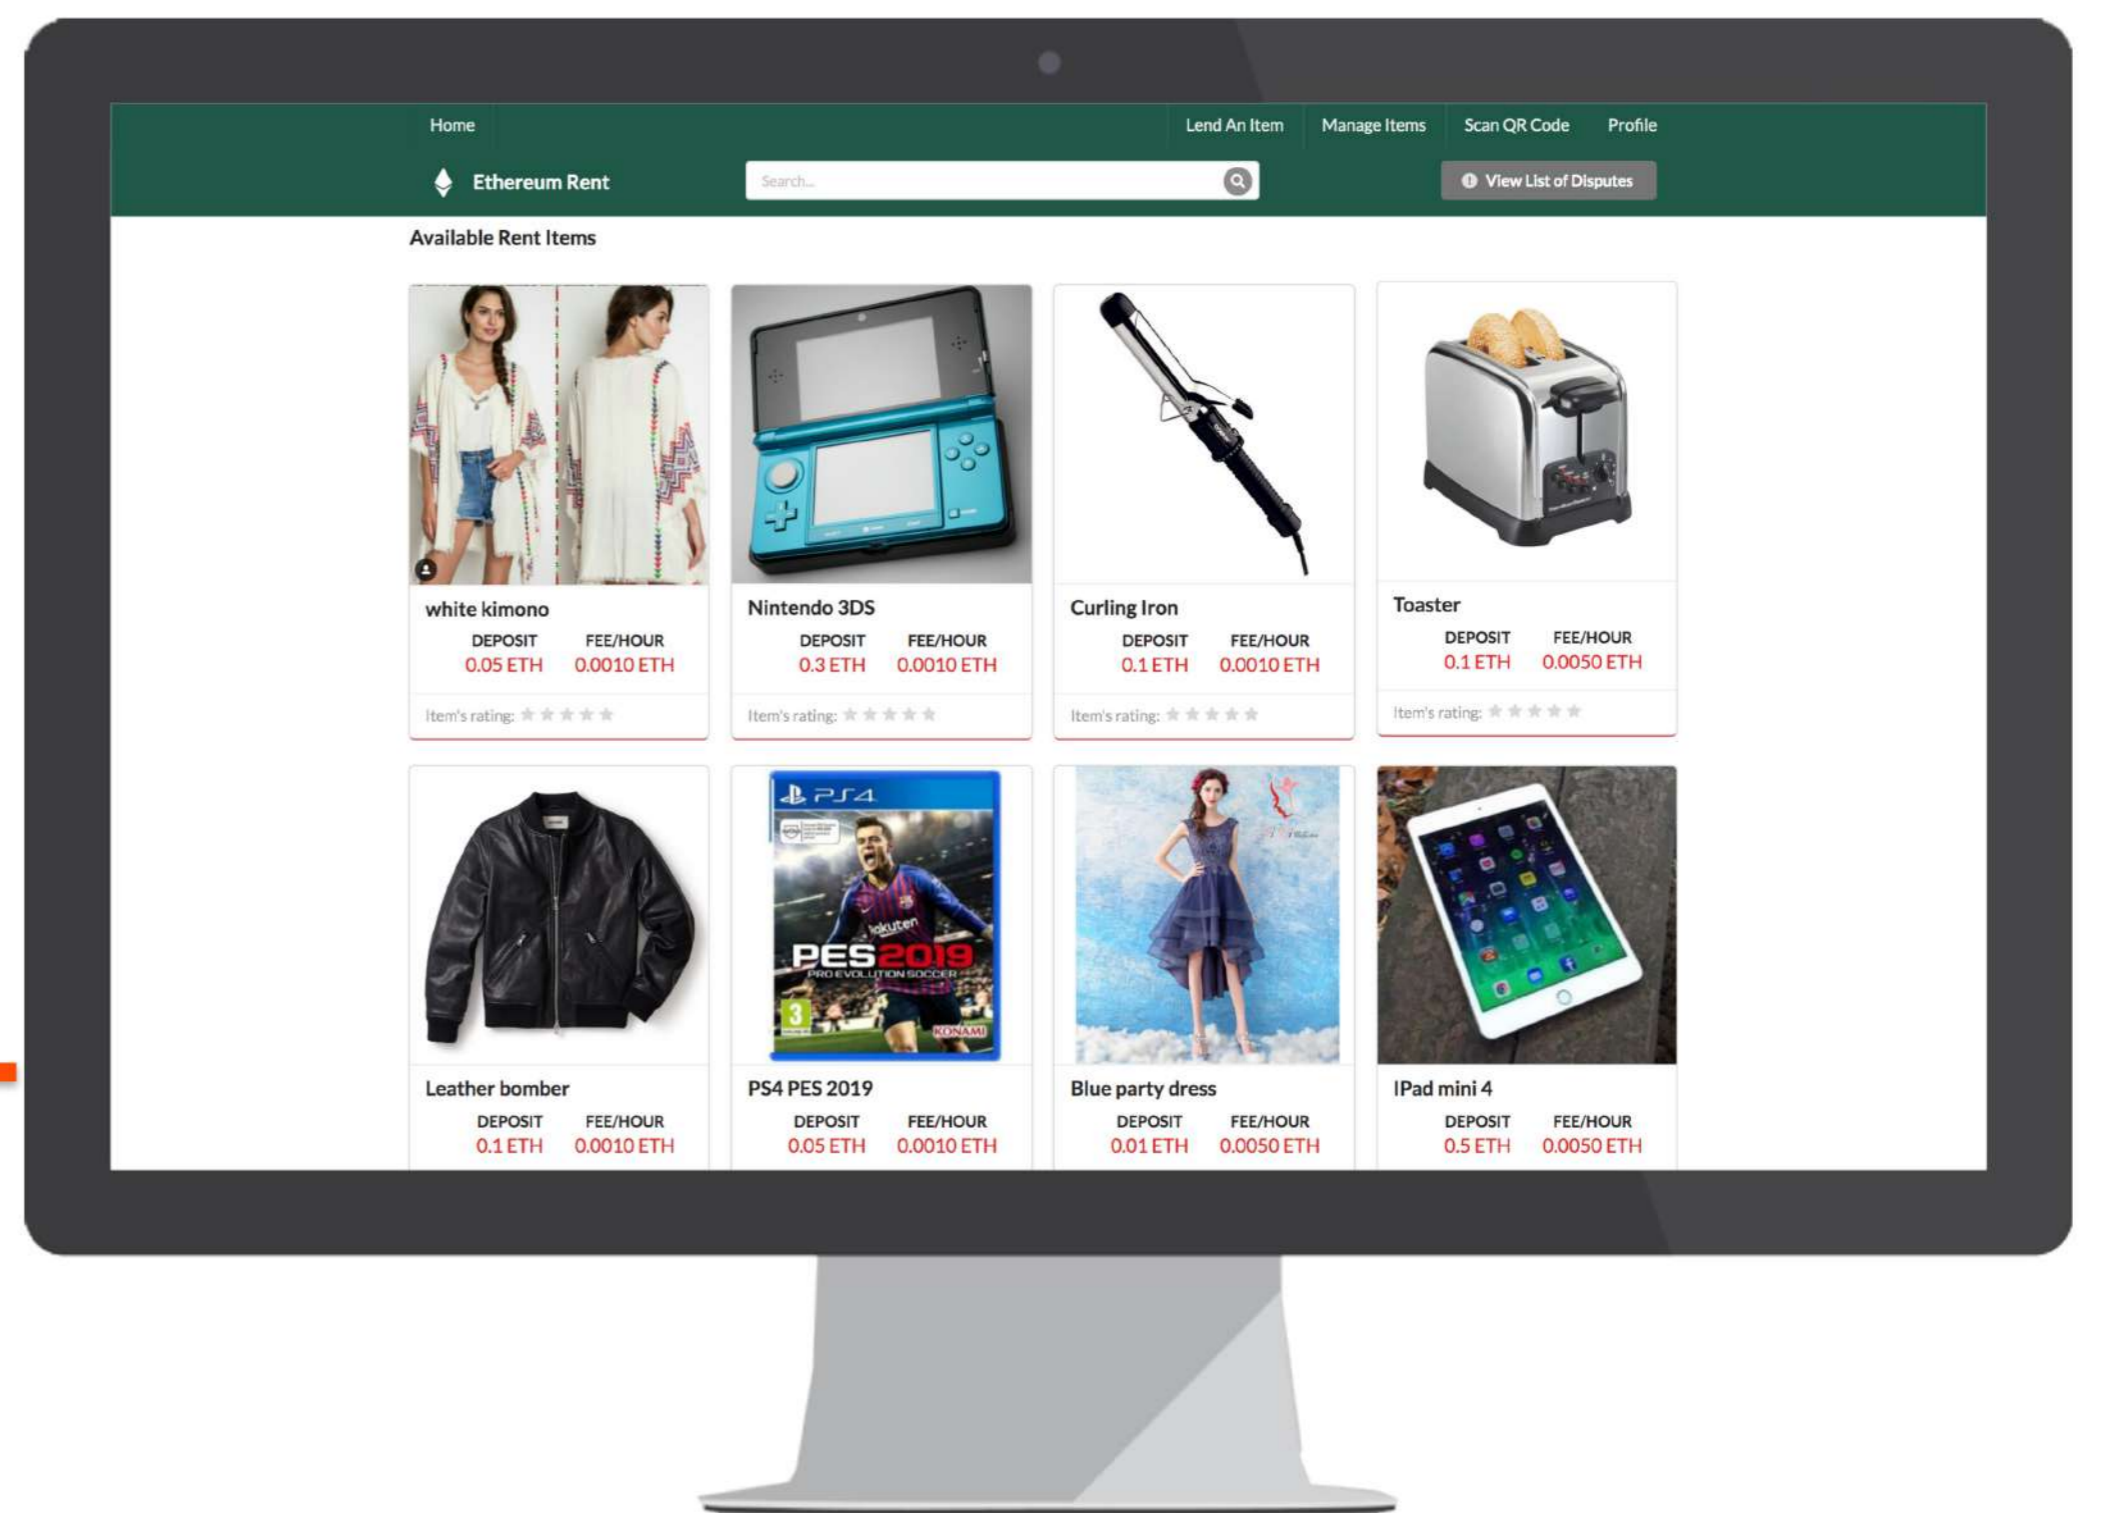 Home Lend An Item Manage Items Scan QR Code Profile
Ethereum Rent Search... View List of Disputes
Available Rent Items
white kimono
DEPOSIT FEE/HOUR
0.05 ETH 0.0010 ETH
Item's rating:
Nintendo 3DS
DEPOSIT FEE/HOUR
0.3 ETH 0.0010 ETH
Item's rating:
Curling Iron
DEPOSIT FEE/HOUR
0.1 ETH 0.0010 ETH
Item's rating:
Toaster
DEPOSIT FEE/HOUR
0.1 ETH 0.0050 ETH
Item's rating:
Leather bomber
DEPOSIT FEE/HOUR
0.1 ETH 0.0010 ETH
PS4
Rakuten
PES2019
PRO EVOLUTION SOCCER
3
KONAMI
PS4 PES 2019
DEPOSIT FEE/HOUR
0.05 ETH 0.0010 ETH
Blue party dress
DEPOSIT FEE/HOUR
0.01 ETH 0.0050 ETH
IPad mini 4
DEPOSIT FEE/HOUR
0.5 ETH 0.0050 ETH